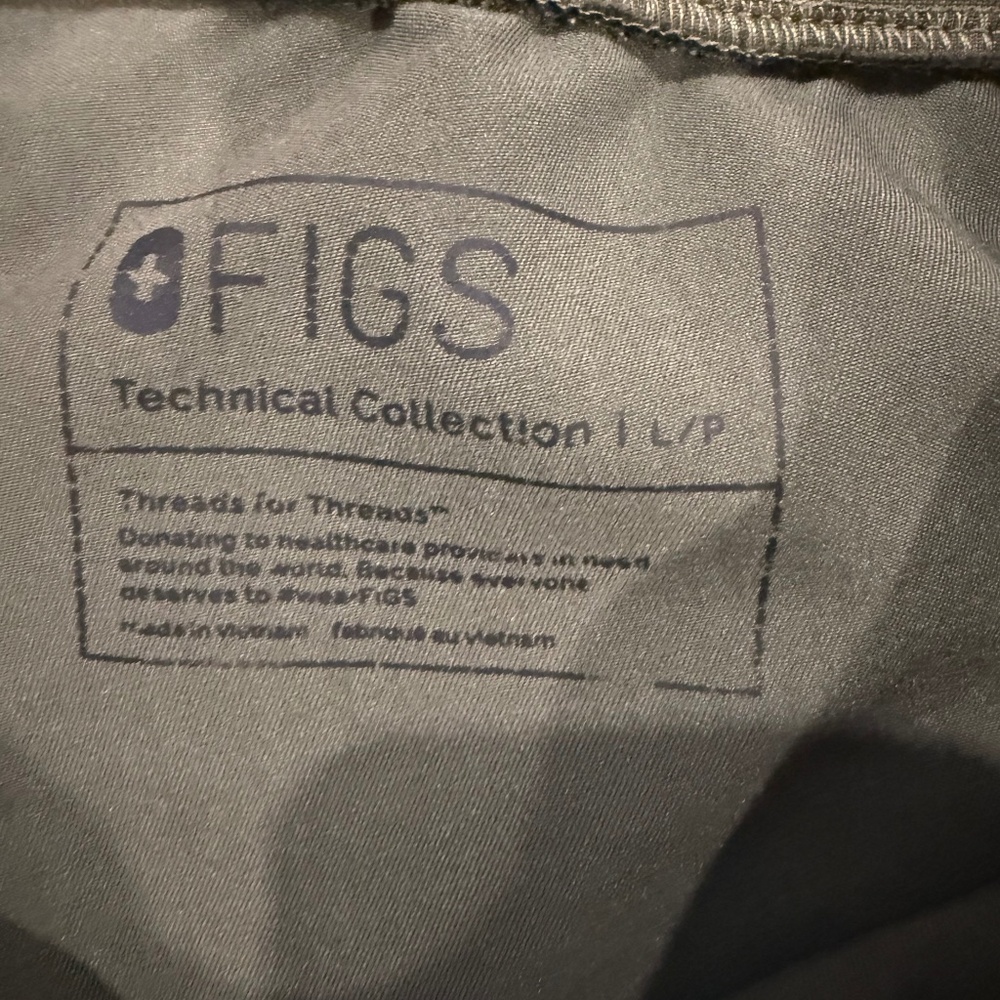 FIGS
Technical Collection | L/P
Threads for Threads™
Donating to healthcare providers in need
around the world. Because everyone
deserves to #wearFIGS
made in Vietnam fabriqué au vietnam